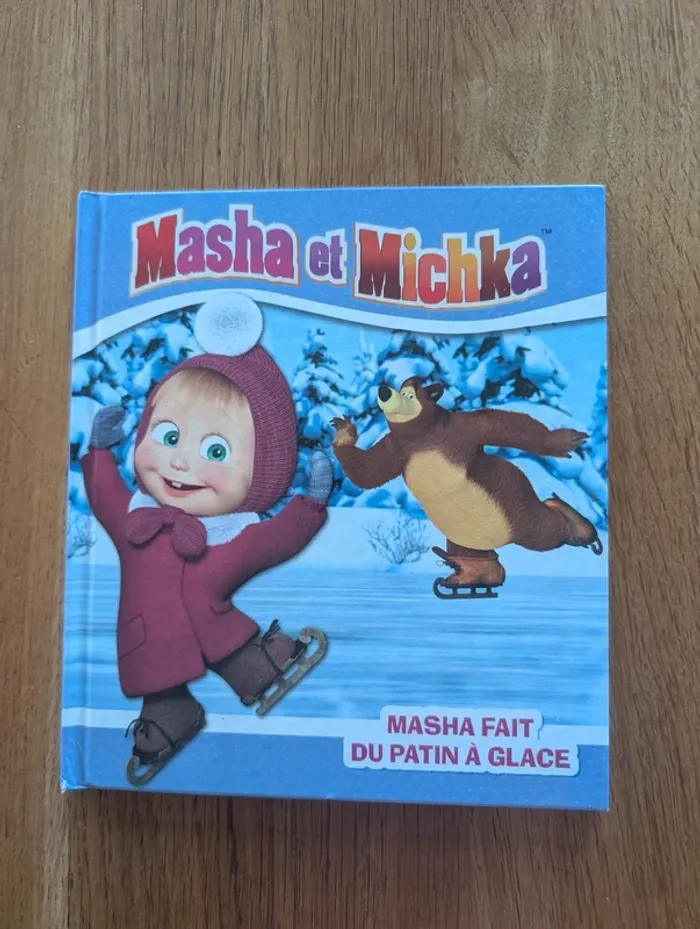 Masha et Michka™
MASHA FAIT
DU PATIN À GLACE